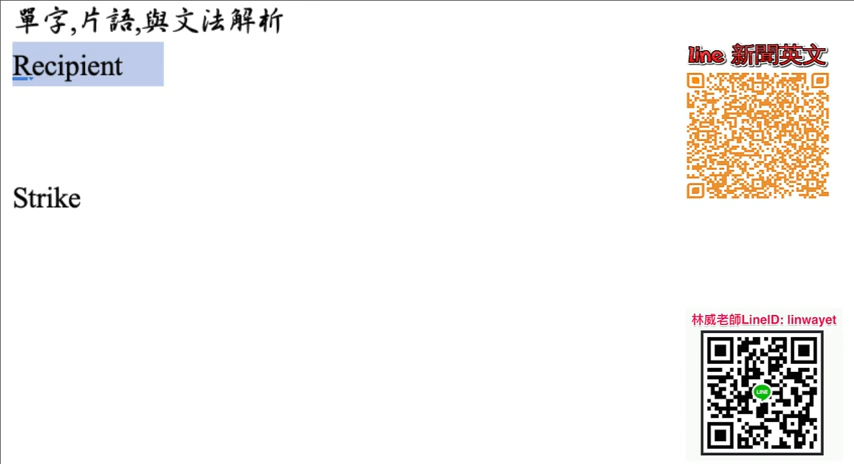 單字,片語,與文法解析
Recipient
Strike
line 新聞英文
林威老師LineID: linwayet
LINE